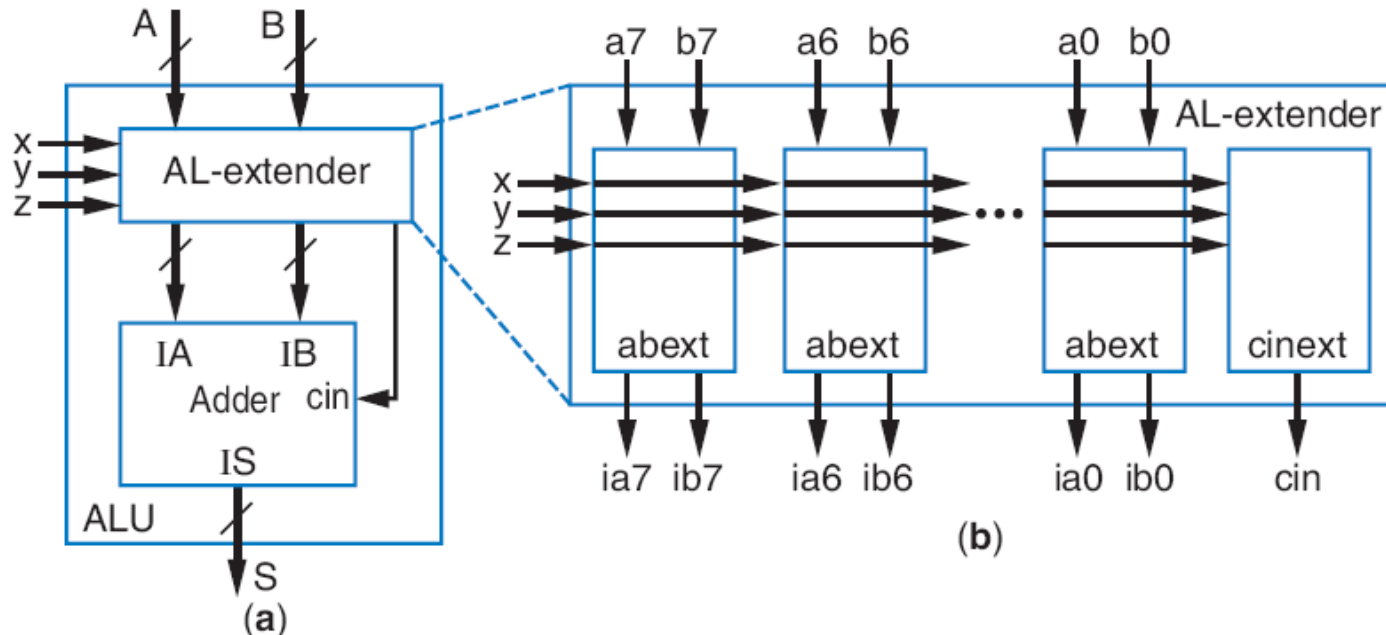 A B
x
y
z
AL-extender
IA IB
Adder cin
IS
ALU
S
(a)
a7 b7 a6 b6 a0 b0
AL-extender
x
y
z
abext abext abext cinext
ia7 ib7 ia6 ib6 ia0 ib0 cin
(b)